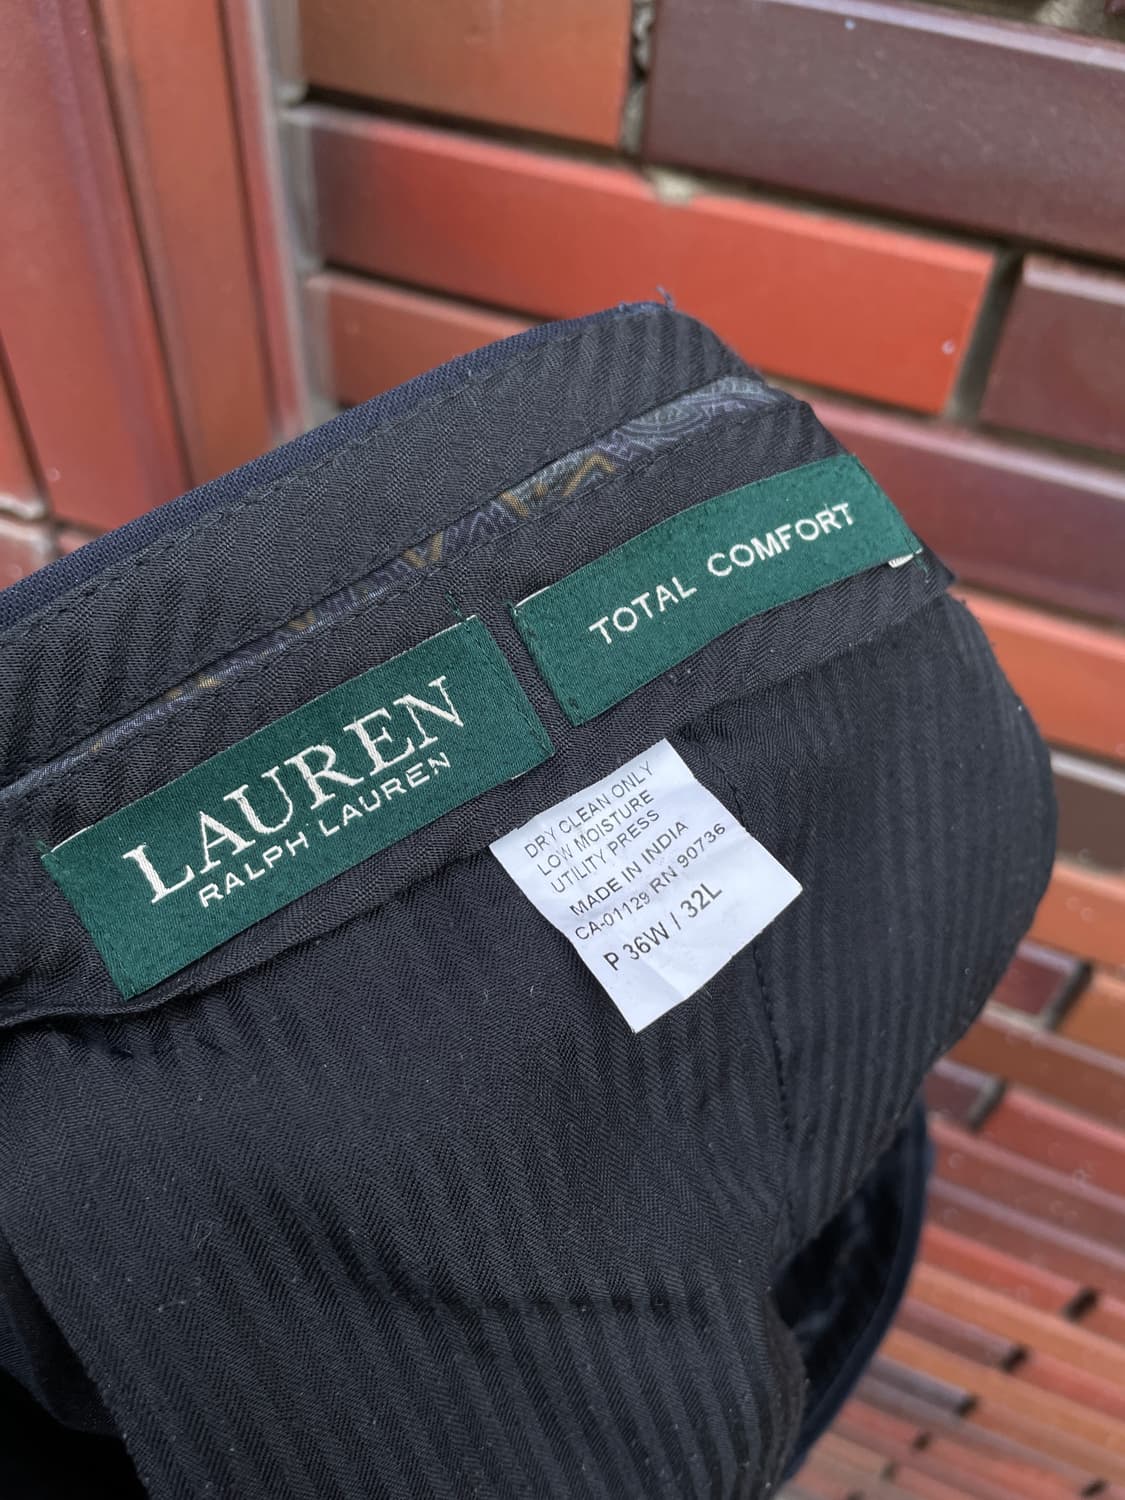 LAUREN
RALPH LAUREN
TOTAL COMFORT
DRY CLEAN ONLY
LOW MOISTURE
UTILITY PRESS
MADE IN INDIA
CA-01129 RN 90736
P 36W / 32L